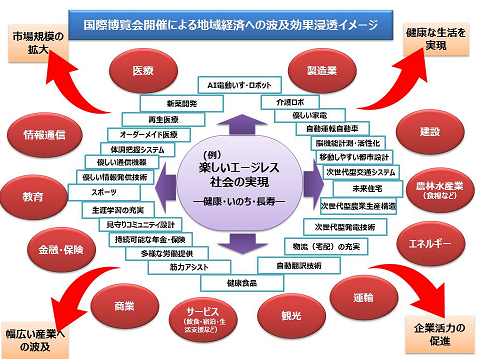 国際博覧会開催による地域経済への波及効果浸透イメージ
市場規模の
拡大
健康な生活を
実現
医療
製造業
AI電動いす・ロボット
新薬開発
介護ロボ
再生医療
優しい家電
オーダーメイド医療
自動運転自動車
情報通信
体調把握システム
脳機能計測・活性化
建設
優しい通信機器
移動しやすい都市設計
優しい情報発信技術
次世代型交通システム
教育
スポーツ
未来住宅
農林水産業
(食糧など)
生涯学習の充実
次世代型農業生産構造
(例)
楽しいエージレス
社会の実現
―健康・いのち・長寿―
見守りコミュニティ設計
次世代型発電技術
金融・保険
持続可能な年金・保険
物流(宅配)の充実
エネルギー
多様な労働提供
自動翻訳技術
筋力アシスト
健康食品
商業
サービス
(飲食・宿泊・生
活支援など)
観光
運輸
幅広い産業へ
の波及
企業活力の
促進